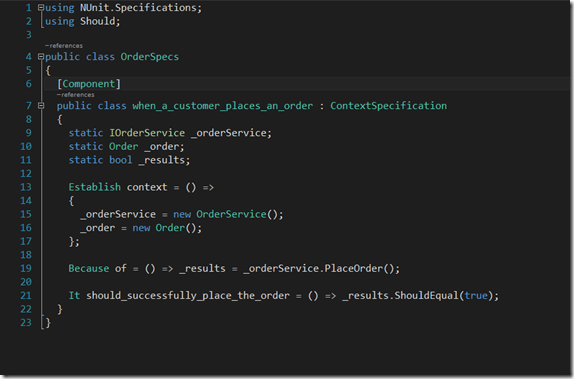 1 using NUnit.Specifications;
2 using Should;
3
- references
4 public class OrderSpecs
5 {
6 [Component]
- references
7 public class when_a_customer_places_an_order : ContextSpecification
8 {
9 static IOrderService _orderService;
10 static Order _order;
11 static bool _results;
12
13 Establish context = () =>
14 {
15 _orderService = new OrderService();
16 _order = new Order();
17 };
18
19 Because of = () => _results = _orderService.PlaceOrder();
20
21 It should_successfully_place_the_order = () => _results.ShouldEqual(true);
22 }
23 }